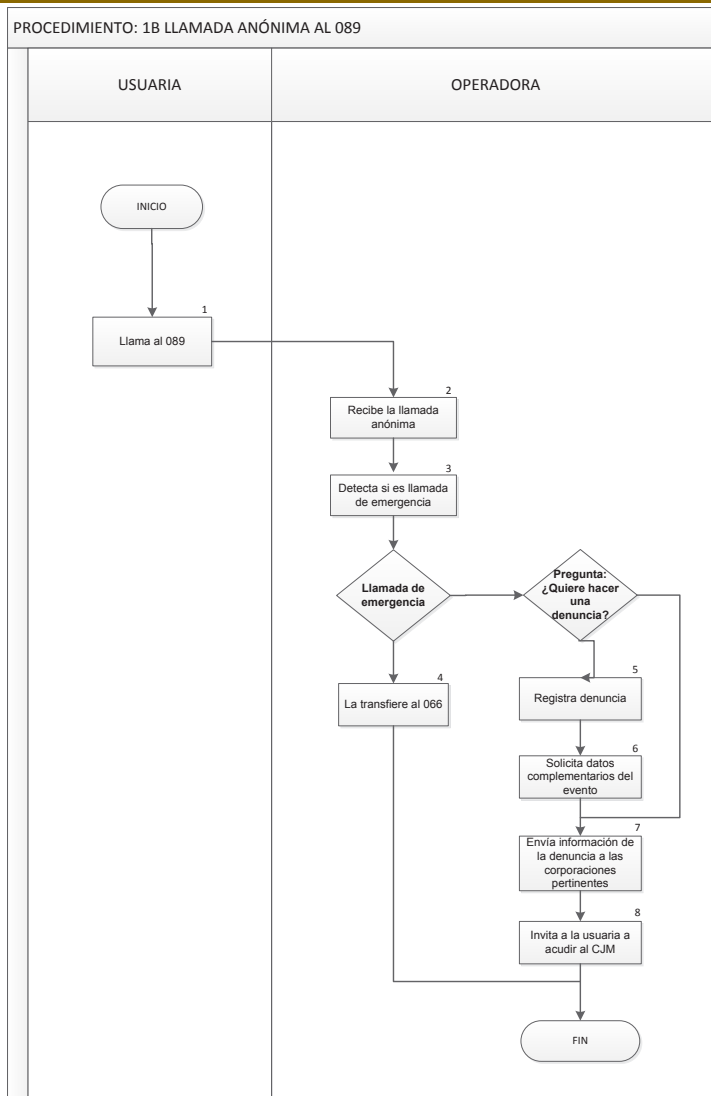 PROCEDIMIENTO: 1B LLAMADA ANÓNIMA AL 089
USUARIA
OPERADORA
INICIO
1
Llama al 089
2
Recibe la llamada
anónima
3
Detecta si es llamada
de emergencia
Llamada de
emergencia
Pregunta:
¿Quiere hacer
una
denuncia?
4
La transfiere al 066
5
Registra denuncia
6
Solicita datos
complementarios del
evento
7
Envía información de
la denuncia a las
corporaciones
pertinentes
8
Invita a la usuaria a
acudir al CJM
FIN